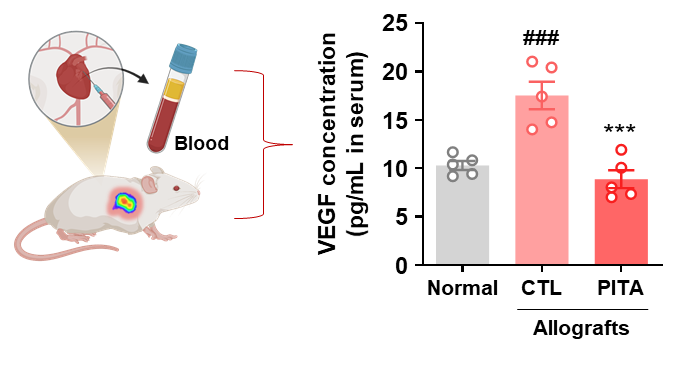 Blood
VEGF concentration
(pg/mL in serum)
25
20
15
10
5
0
###
***
Normal
CTL
PITA
Allografts